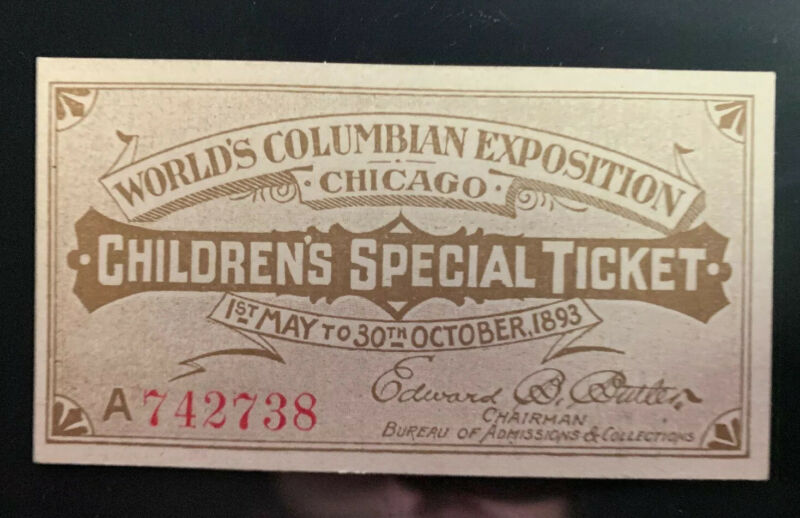 WORLD'S COLUMBIAN EXPOSITION
· CHICAGO ·
· CHILDREN'S SPECIAL TICKET ·
1ST MAY TO 30TH OCTOBER, 1893
Edward B. Butler
A 742738
CHAIRMAN
BUREAU OF ADMISSIONS & COLLECTIONS